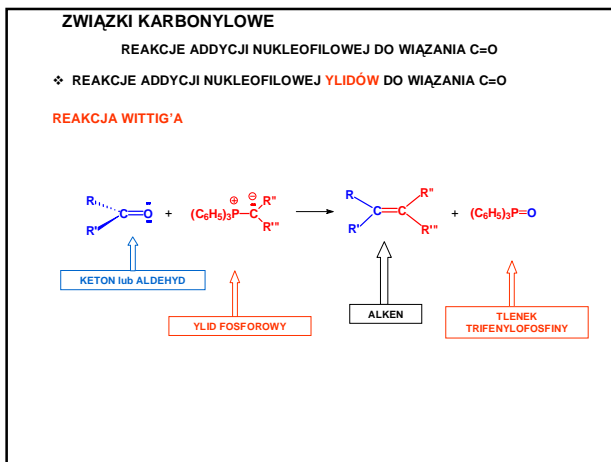 ZWIĄZKI KARBONYLOWE
REAKCJE ADDYCJI NUKLEOFILOWEJ DO WIĄZANIA C=O
❖ REAKCJE ADDYCJI NUKLEOFILOWEJ YLIDÓW DO WIĄZANIA C=O
REAKCJA WITTIG'A
R R' C=O + (C6H5)3P ⊕ – C ⊖ R" R'" → R R' C=C R" R'" + (C6H5)3P=O
KETON lub ALDEHYD
YLID FOSFOROWY
ALKEN
TLENEK
TRIFENYLOFOSFINY